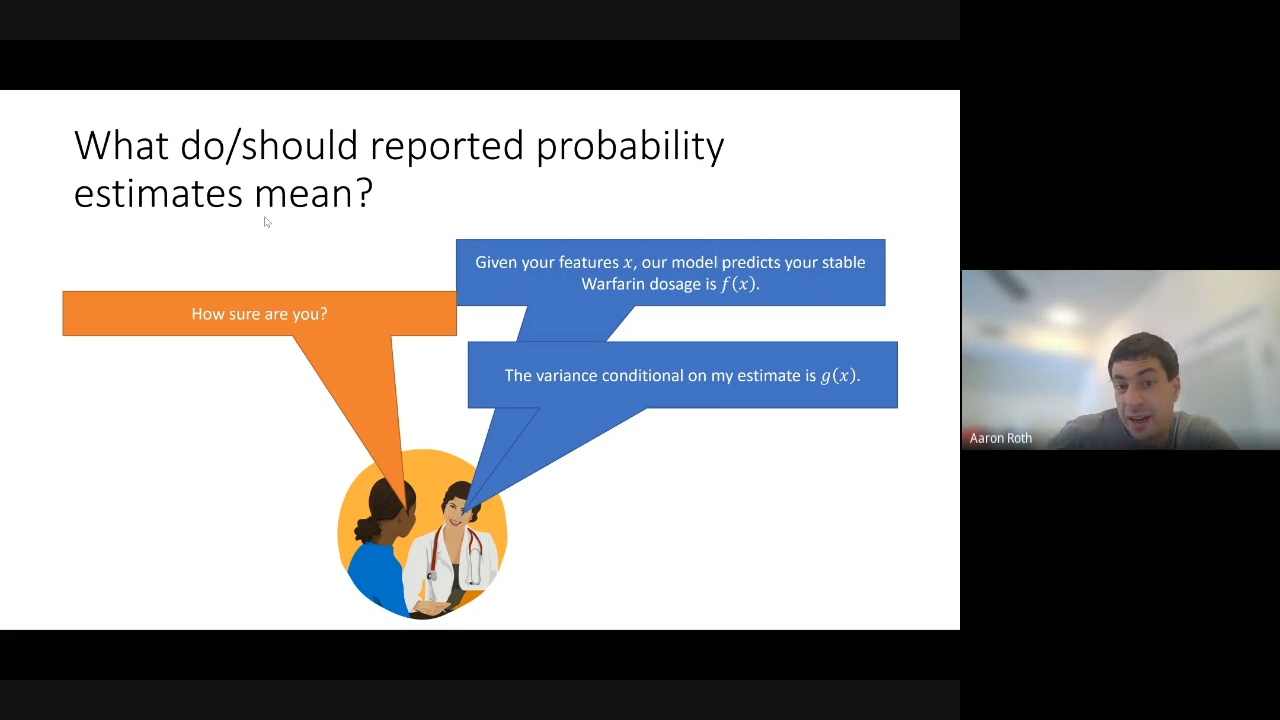 What do/should reported probability
estimates mean?
Given your features x, our model predicts your stable
Warfarin dosage is f(x).
How sure are you?
The variance conditional on my estimate is g(x).
Aaron Roth